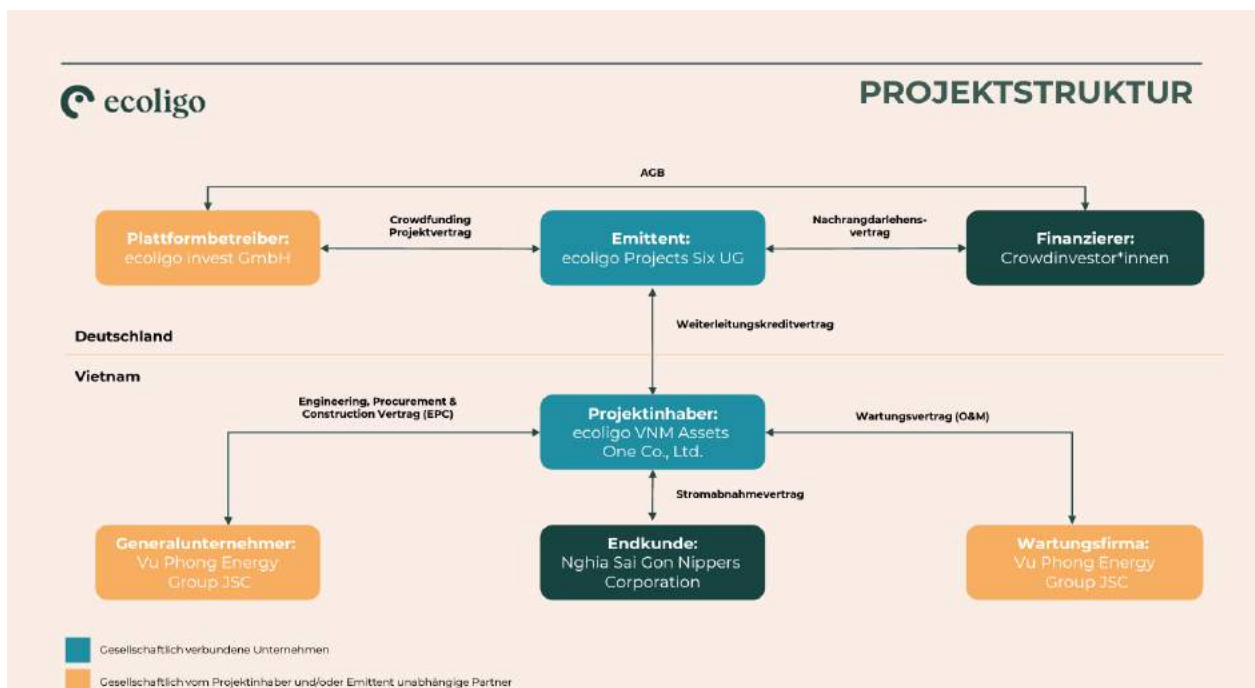 ecoligo
PROJEKTSTRUKTUR
AGB
Plattformbetreiber:
ecoligo invest GmbH
Crowdfunding
Projektvertrag
Emittent:
ecoligo Projects Six UG
Nachrangdarlehens-
vertrag
Finanzierer:
Crowdinvestor*innen
Weiterleitungskreditvertrag
Deutschland
Vietnam
Engineering, Procurement &
Construction Vertrag (EPC)
Projektinhaber:
ecoligo VNM Assets
One Co., Ltd.
Wartungsvertrag (O&M)
Stromabnahmevertrag
Generalunternehmer:
Vu Phong Energy
Group JSC
Endkunde:
Nghia Sai Gon Nippers
Corporation
Wartungsfirma:
Vu Phong Energy
Group JSC
Gesellschaftlich verbundene Unternehmen
Gesellschaftlich vom Projektinhaber und/oder Emittent unabhängige Partner